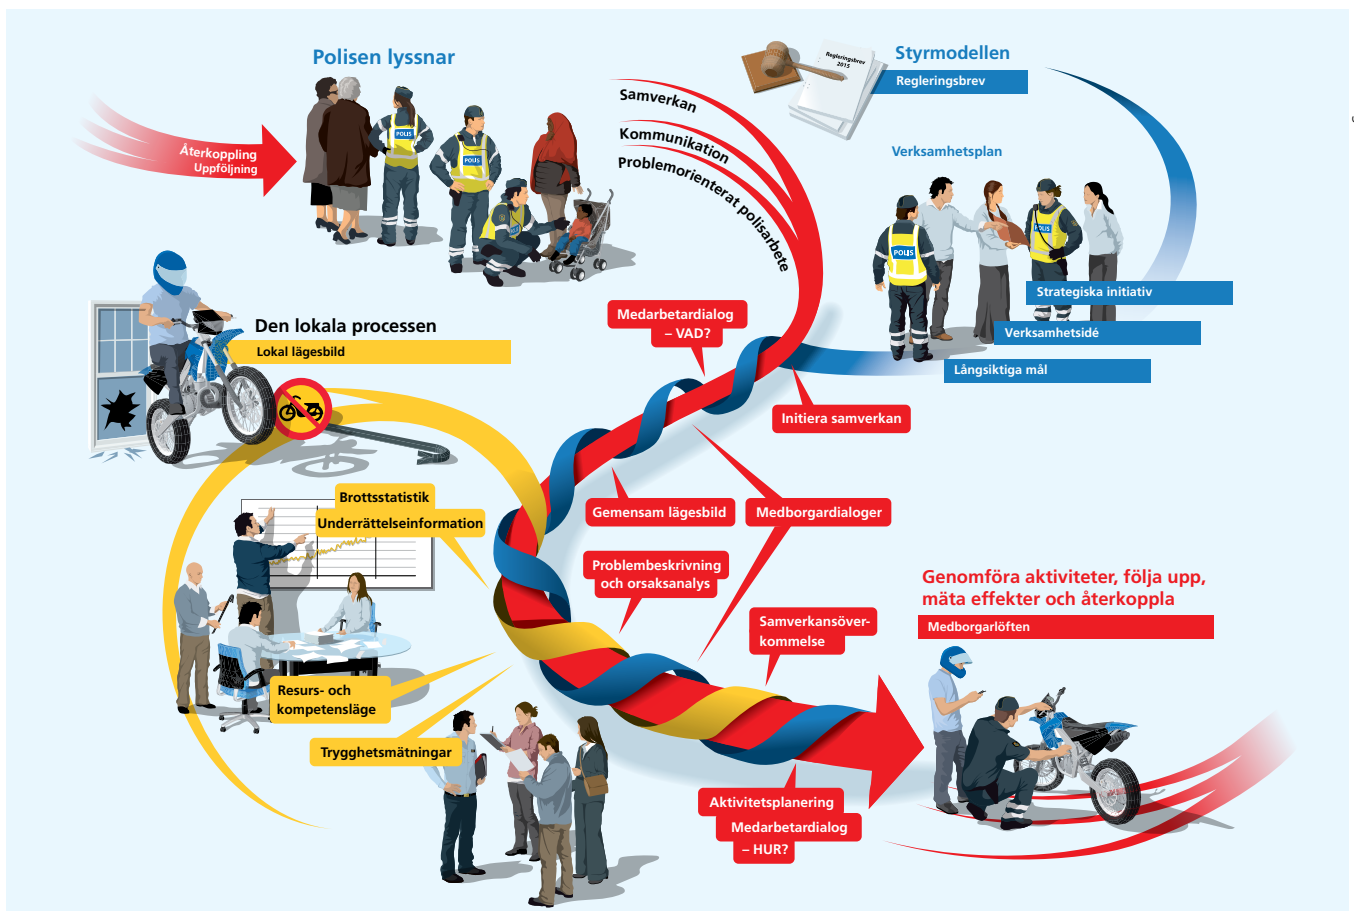 Polisen lyssnar
Återkoppling
Uppföljning
POLIS
POLIS
POLIS
Samverkan
Kommunikation
Problemorienterat polisarbete
Regleringsbrev
2015
Styrmodellen
Regleringsbrev
Verksamhetsplan
POLIS
POLIS
Strategiska initiativ
Verksamhetsidé
Långsiktiga mål
Den lokala processen
Lokal lägesbild
Medarbetardialog
– VAD?
Initiera samverkan
Brottsstatistik
Underrättelseinformation
Gemensam lägesbild
Medborgardialoger
Problembeskrivning
och orsaksanalys
Samverkansöver-
kommelse
Genomföra aktiviteter, följa upp,
mäta effekter och återkoppla
Medborgarlöften
Resurs- och
kompetensläge
Trygghetsmätningar
Aktivitetsplanering
Medarbetardialog
– HUR?